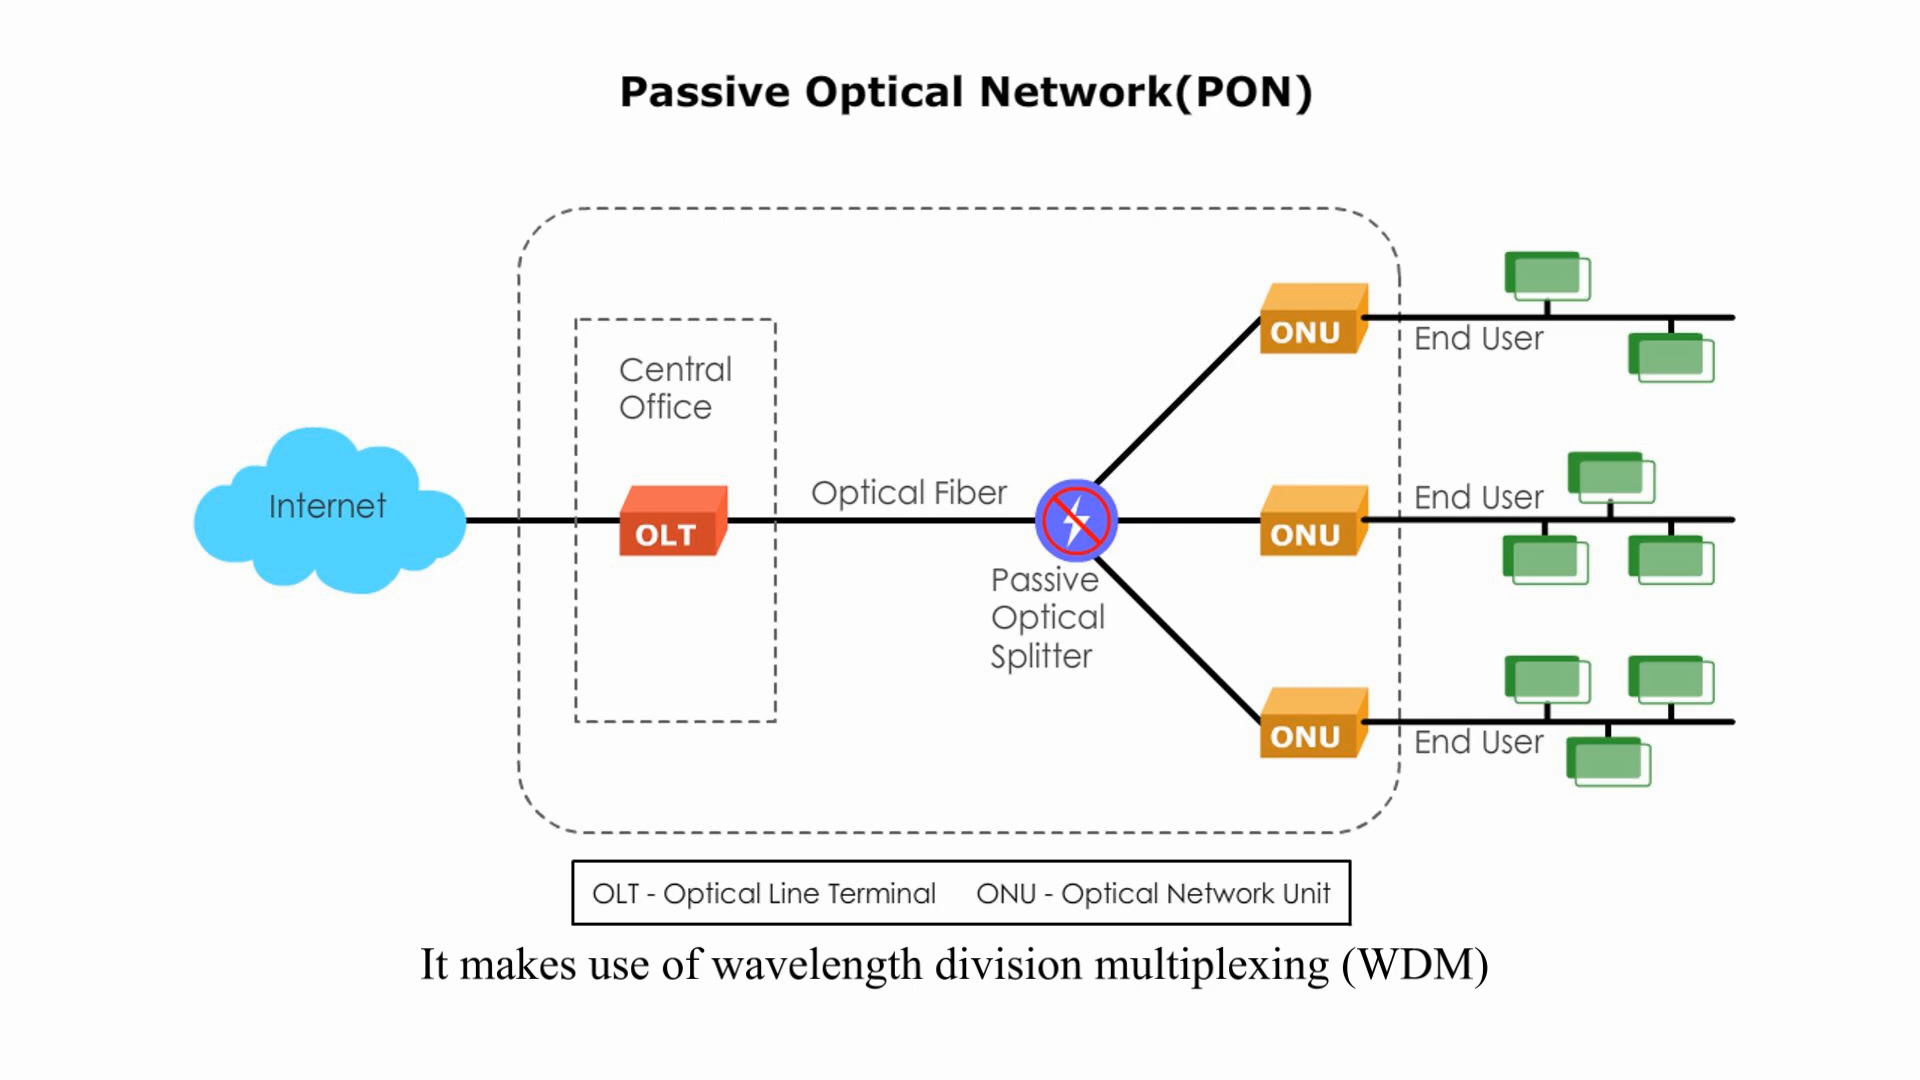 Passive Optical Network(PON)
Central
Office
Internet
OLT
Optical Fiber
Passive
Optical
Splitter
ONU
End User
ONU
End User
ONU
End User
OLT - Optical Line Terminal ONU - Optical Network Unit
It makes use of wavelength division multiplexing (WDM)